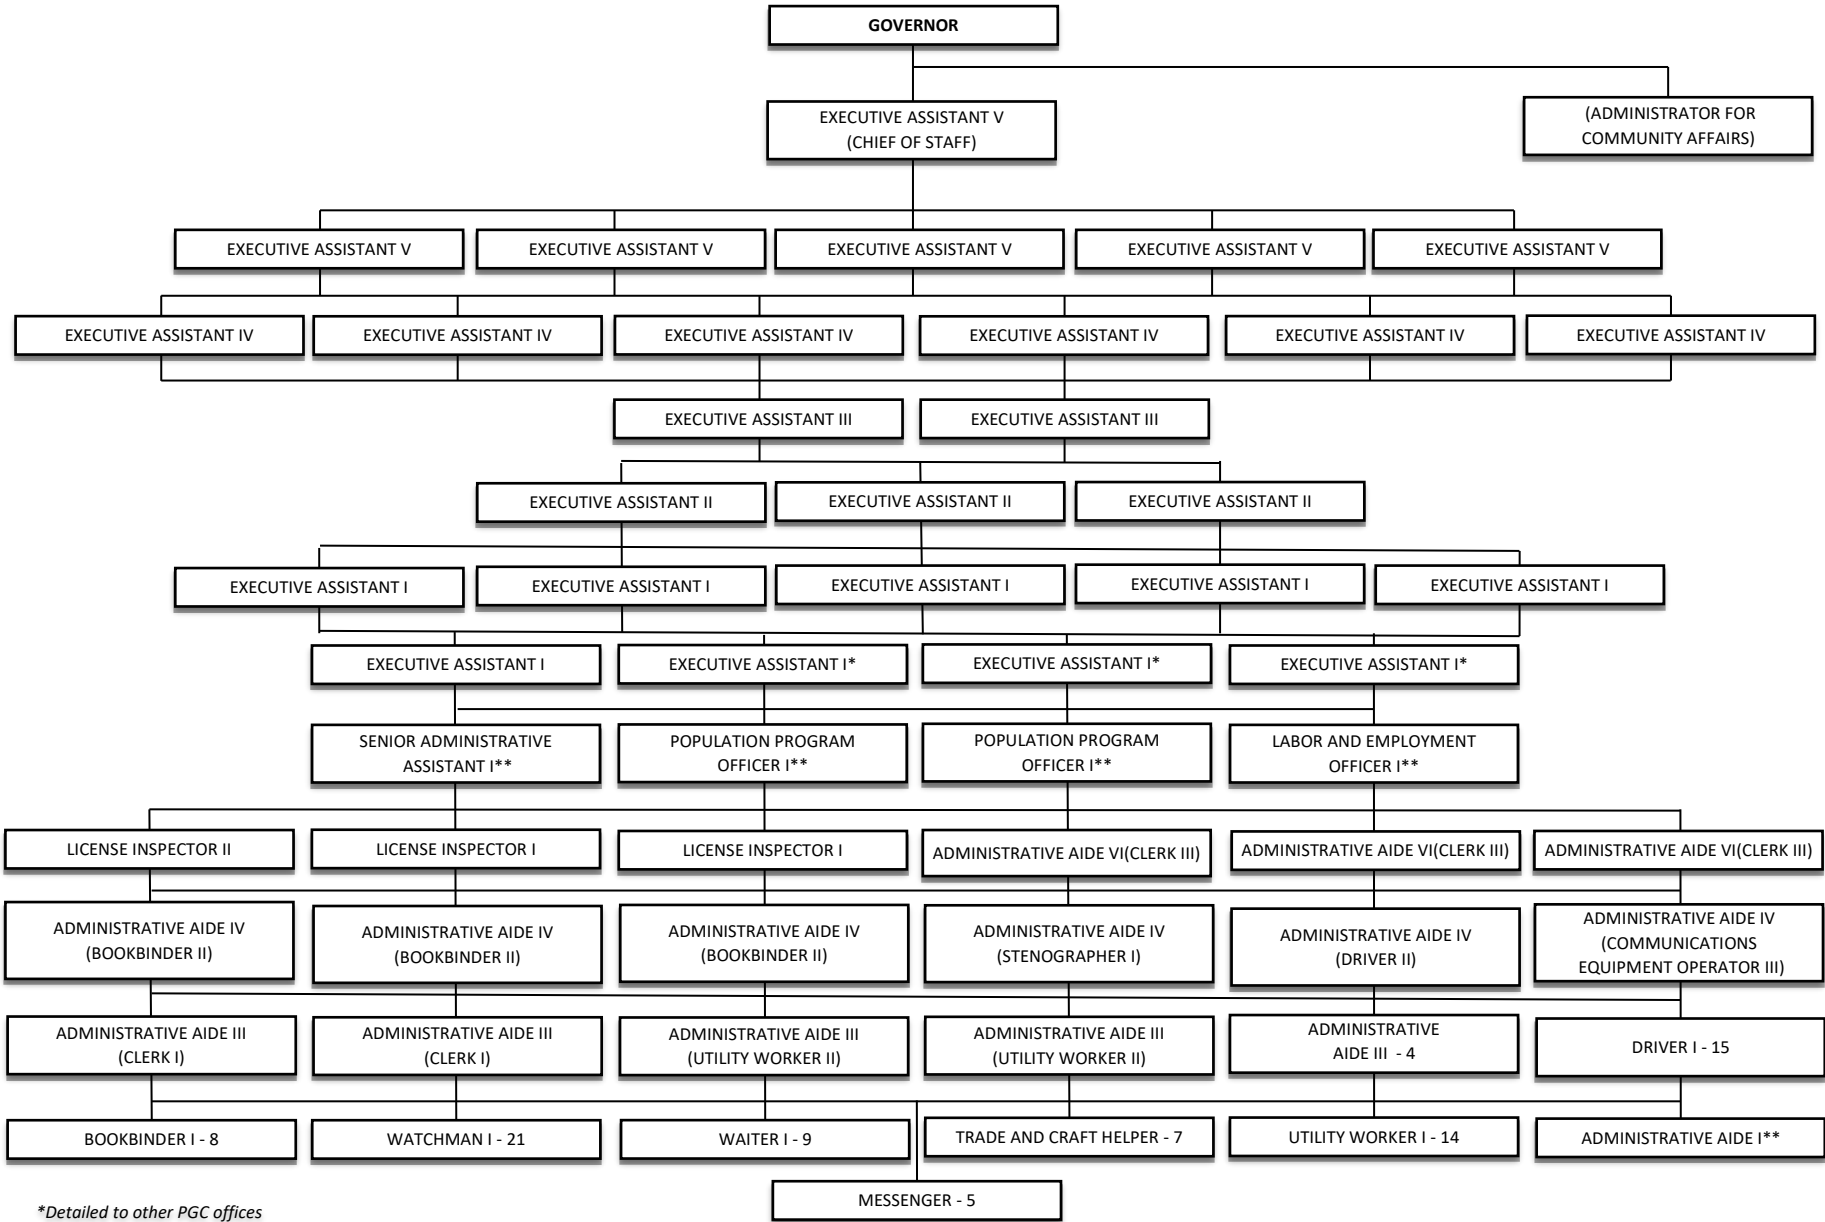 GOVERNOR
EXECUTIVE ASSISTANT V
(CHIEF OF STAFF)
(ADMINISTRATOR FOR
COMMUNITY AFFAIRS)
EXECUTIVE ASSISTANT V
EXECUTIVE ASSISTANT V
EXECUTIVE ASSISTANT V
EXECUTIVE ASSISTANT V
EXECUTIVE ASSISTANT V
EXECUTIVE ASSISTANT IV
EXECUTIVE ASSISTANT IV
EXECUTIVE ASSISTANT IV
EXECUTIVE ASSISTANT IV
EXECUTIVE ASSISTANT IV
EXECUTIVE ASSISTANT IV
EXECUTIVE ASSISTANT III
EXECUTIVE ASSISTANT III
EXECUTIVE ASSISTANT II
EXECUTIVE ASSISTANT II
EXECUTIVE ASSISTANT II
EXECUTIVE ASSISTANT I
EXECUTIVE ASSISTANT I
EXECUTIVE ASSISTANT I
EXECUTIVE ASSISTANT I
EXECUTIVE ASSISTANT I
EXECUTIVE ASSISTANT I
EXECUTIVE ASSISTANT I*
EXECUTIVE ASSISTANT I*
EXECUTIVE ASSISTANT I*
SENIOR ADMINISTRATIVE
ASSISTANT I**
POPULATION PROGRAM
OFFICER I**
POPULATION PROGRAM
OFFICER I**
LABOR AND EMPLOYMENT
OFFICER I**
LICENSE INSPECTOR II
LICENSE INSPECTOR I
LICENSE INSPECTOR I
ADMINISTRATIVE AIDE VI(CLERK III)
ADMINISTRATIVE AIDE VI(CLERK III)
ADMINISTRATIVE AIDE VI(CLERK III)
ADMINISTRATIVE AIDE IV
(BOOKBINDER II)
ADMINISTRATIVE AIDE IV
(BOOKBINDER II)
ADMINISTRATIVE AIDE IV
(BOOKBINDER II)
ADMINISTRATIVE AIDE IV
(STENOGRAPHER I)
ADMINISTRATIVE AIDE IV
(DRIVER II)
ADMINISTRATIVE AIDE IV
(COMMUNICATIONS
EQUIPMENT OPERATOR III)
ADMINISTRATIVE AIDE III
(CLERK I)
ADMINISTRATIVE AIDE III
(CLERK I)
ADMINISTRATIVE AIDE III
(UTILITY WORKER II)
ADMINISTRATIVE AIDE III
(UTILITY WORKER II)
ADMINISTRATIVE
AIDE III - 4
DRIVER I - 15
BOOKBINDER I - 8
WATCHMAN I - 21
WAITER I - 9
TRADE AND CRAFT HELPER - 7
UTILITY WORKER I - 14
ADMINISTRATIVE AIDE I**
MESSENGER - 5
*Detailed to other PGC offices